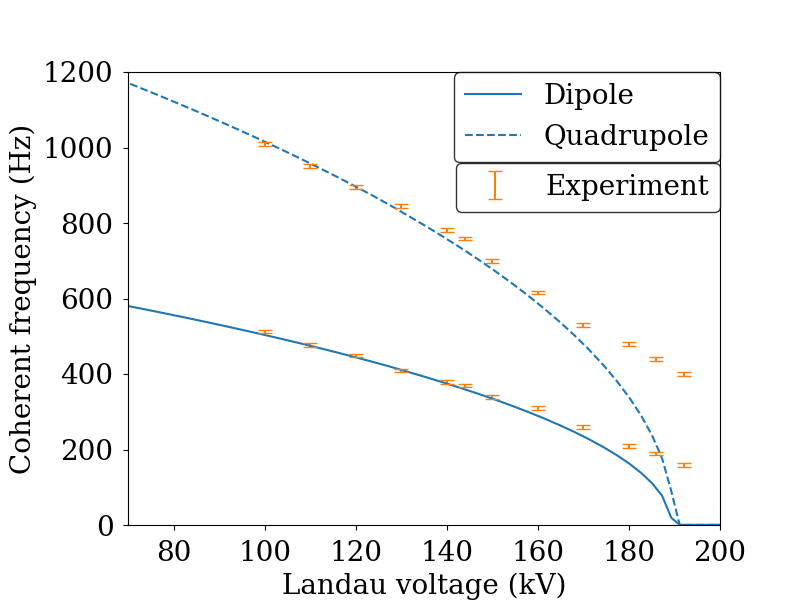 Coherent frequency (Hz)
1200
1000
800
600
400
200
0
Dipole
Quadrupole
Experiment
80 100 120 140 160 180 200
Landau voltage (kV)